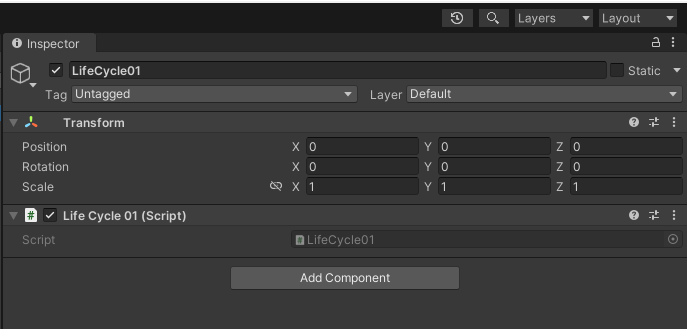 Layers Layout
Inspector
LifeCycle01 Static
Tag Untagged Layer Default
Transform
Position X 0 Y 0 Z 0
Rotation X 0 Y 0 Z 0
Scale X 1 Y 1 Z 1
# Life Cycle 01 (Script)
Script LifeCycle01
Add Component